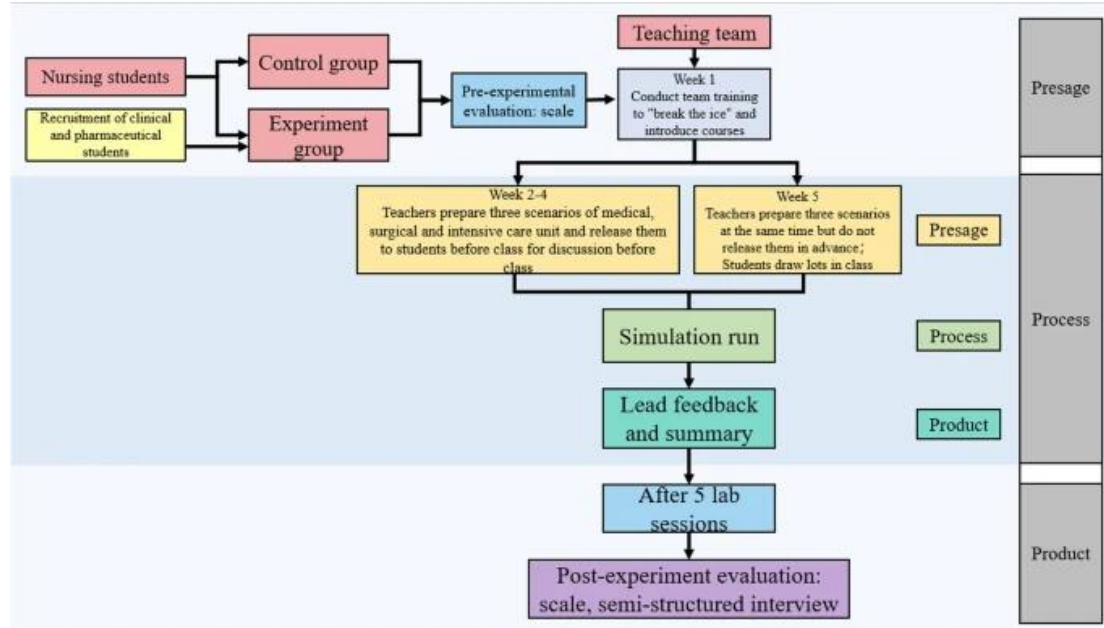 Teaching team
Control group
Nursing students
Pre-experimental
evaluation: scale
Week 1
Conduct team training
to "break the ice" and
introduce courses
Presage
Recruitment of clinical
and pharmaceutical
students
Experiment
group
Week 2-4
Teachers prepare three scenarios of medical,
surgical and intensive care unit and release them
to students before class for discussion before
class
Week 5
Teachers prepare three scenarios
at the same time but do not
release them in advance;
Students draw lots in class
Presage
Process
Simulation run
Process
Lead feedback
and summary
Product
After 5 lab
sessions
Product
Post-experiment evaluation:
scale, semi-structured interview